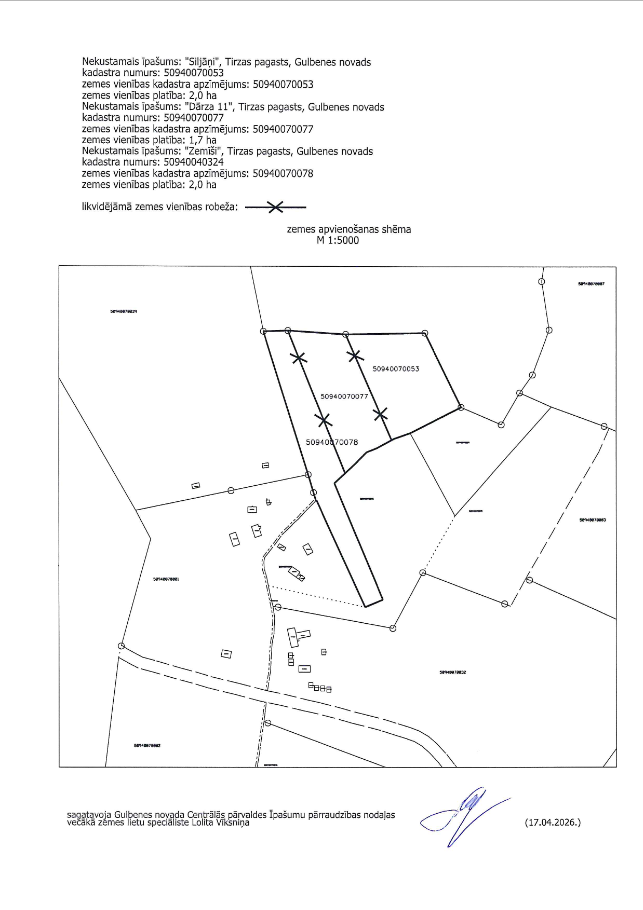 Nekustamais īpašums: "Siljāņi", Tirzas pagasts, Gulbenes novads
kadastra numurs: 50940070053
zemes vienības kadastra apzīmējums: 50940070053
zemes vienības platība: 2,0 ha
Nekustamais īpašums: "Dārza 11", Tirzas pagasts, Gulbenes novads
kadastra numurs: 50940070077
zemes vienības kadastra apzīmējums: 50940070077
zemes vienības platība: 1,7 ha
Nekustamais īpašums: "Zemīši", Tirzas pagasts, Gulbenes novads
kadastra numurs: 50940040324
zemes vienības kadastra apzīmējums: 50940070078
zemes vienības platība: 2,0 ha
likvidējāmā zemes vienības robeža:
zemes apvienošanas shēma
M 1:5000
50940070053
50940070077
50940070078
50940070052
sagatavoja Gulbenes novada Centrālās pārvaldes Īpašumu pārraudzības nodaļas
vecākā zemes lietu speciāliste Lolita Vīksniņa
(17.04.2026.)